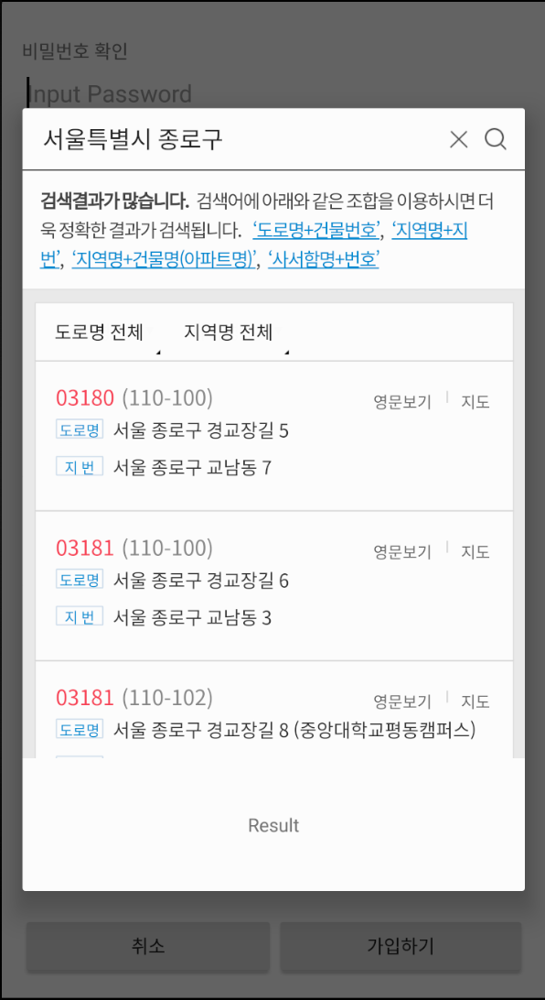 비밀번호 확인
Input Password
서울특별시 종로구
검색결과가 많습니다. 검색어에 아래와 같은 조합을 이용하시면 더
욱 정확한 결과가 검색됩니다. ‘도로명+건물번호’, ‘지역명+지
번’, ‘지역명+건물명(아파트명)’, ‘사서함명+번호’
도로명 전체 지역명 전체
03180 (110-100) 영문보기 지도
도로명 서울 종로구 경교장길 5
지번 서울 종로구 교남동 7
03181 (110-100) 영문보기 지도
도로명 서울 종로구 경교장길 6
지번 서울 종로구 교남동 3
03181 (110-102) 영문보기 지도
도로명 서울 종로구 경교장길 8 (중앙대학교평동캠퍼스)
Result
취소 가입하기